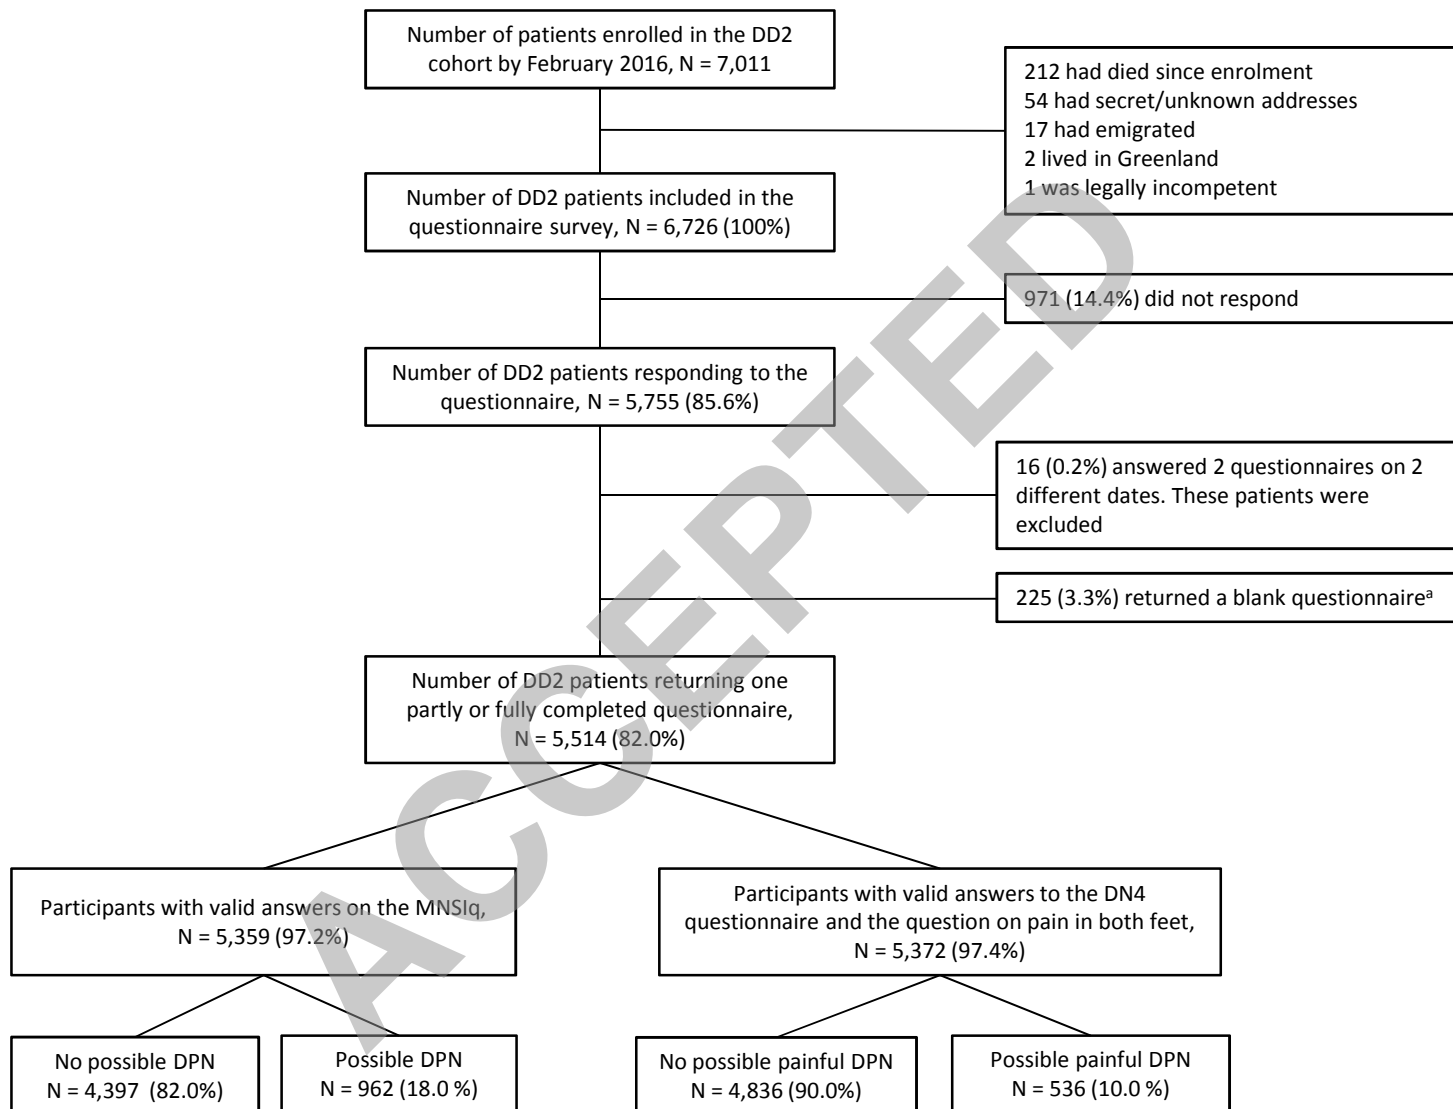 Number of patients enrolled in the DD2
cohort by February 2016, N = 7,011
212 had died since enrolment
54 had secret/unknown addresses
17 had emigrated
2 lived in Greenland
1 was legally incompetent
Number of DD2 patients included in the
questionnaire survey, N = 6,726 (100%)
971 (14.4%) did not respond
Number of DD2 patients responding to the
questionnaire, N = 5,755 (85.6%)
16 (0.2%) answered 2 questionnaires on 2
different dates. These patients were
excluded
225 (3.3%) returned a blank questionnaireᵃ
Number of DD2 patients returning one
partly or fully completed questionnaire,
N = 5,514 (82.0%)
Participants with valid answers on the MNSIq,
N = 5,359 (97.2%)
Participants with valid answers to the DN4
questionnaire and the question on pain in both feet,
N = 5,372 (97.4%)
No possible DPN
N = 4,397 (82.0%)
Possible DPN
N = 962 (18.0 %)
No possible painful DPN
N = 4,836 (90.0%)
Possible painful DPN
N = 536 (10.0 %)
ACCEPTED